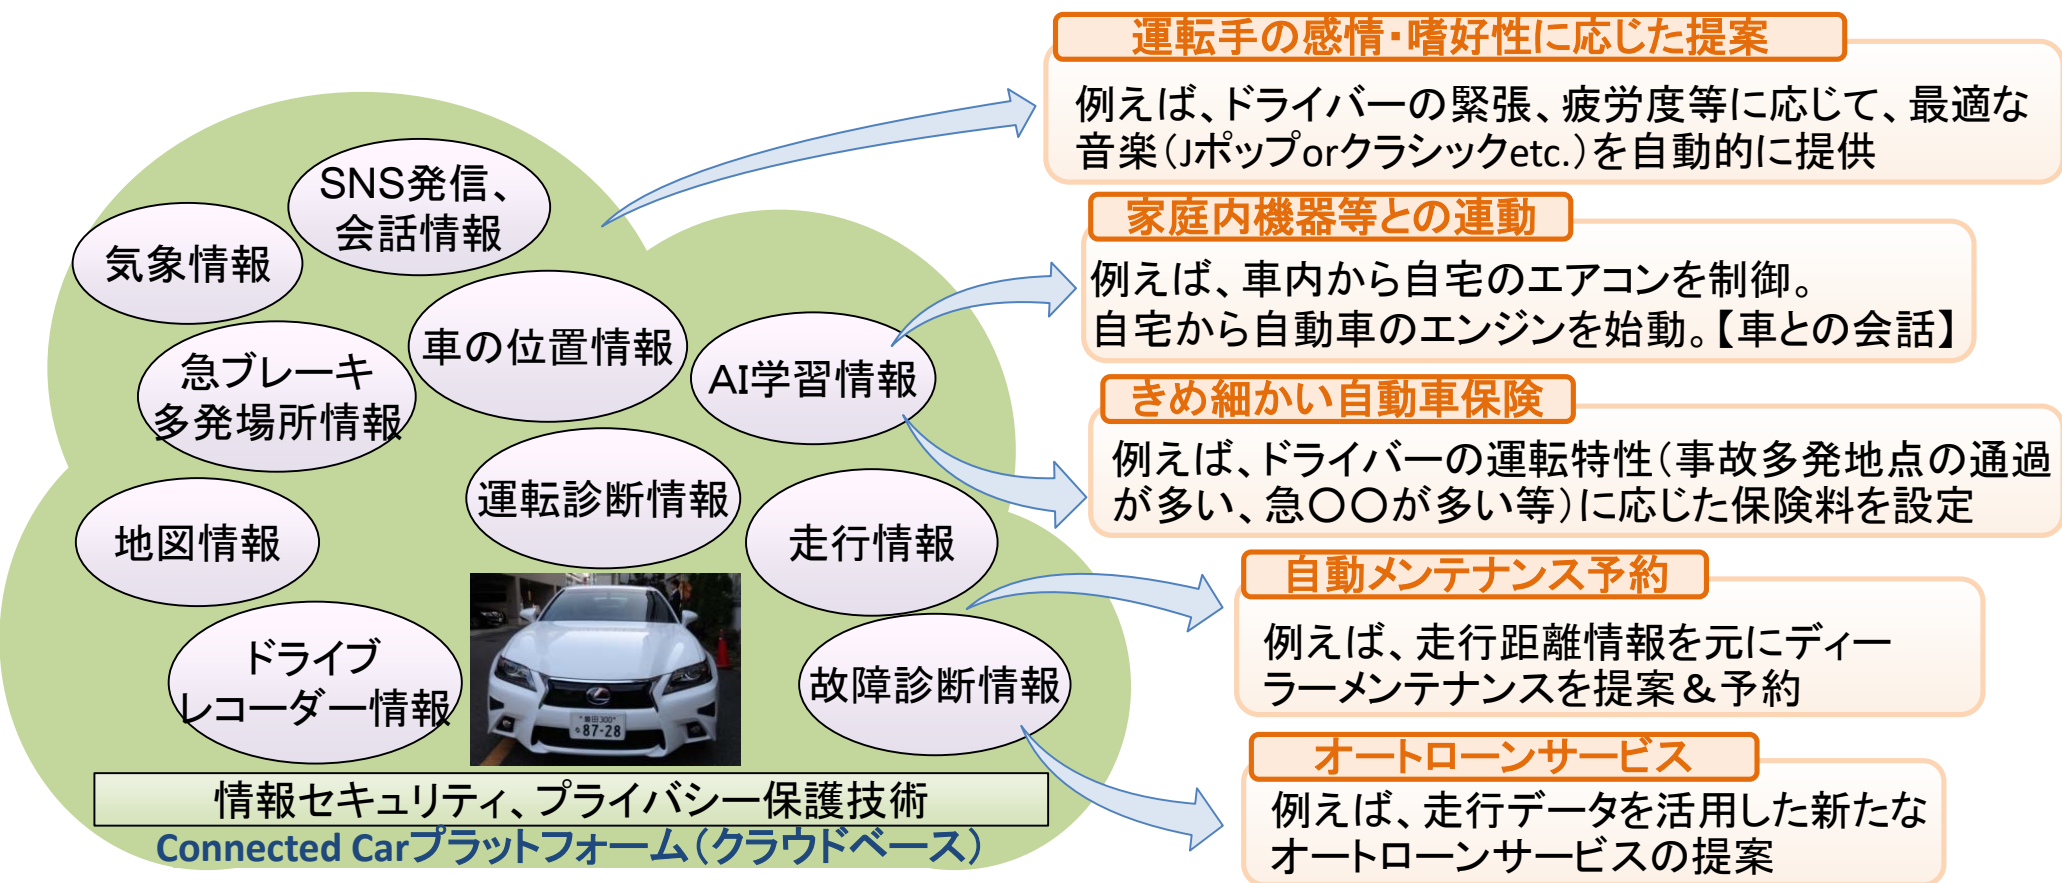 運転手の感情・嗜好性に応じた提案
例えば、ドライバーの緊張、疲労度等に応じて、最適な
音楽（Jポップorクラシックetc.）を自動的に提供
家庭内機器等との連動
例えば、車内から自宅のエアコンを制御。
自宅から自動車のエンジンを始動。【車との会話】
きめ細かい自動車保険
例えば、ドライバーの運転特性（事故多発地点の通過
が多い、急〇〇が多い等）に応じた保険料を設定
自動メンテナンス予約
例えば、走行距離情報を元にディー
ラーメンテナンスを提案＆予約
オートローンサービス
例えば、走行データを活用した新たな
オートローンサービスの提案
SNS発信、
会話情報
気象情報
車の位置情報
AI学習情報
急ブレーキ
多発場所情報
運転診断情報
地図情報
走行情報
ドライブ
レコーダー情報
故障診断情報
87-28
情報セキュリティ、プライバシー保護技術
Connected Carプラットフォーム（クラウドベース）